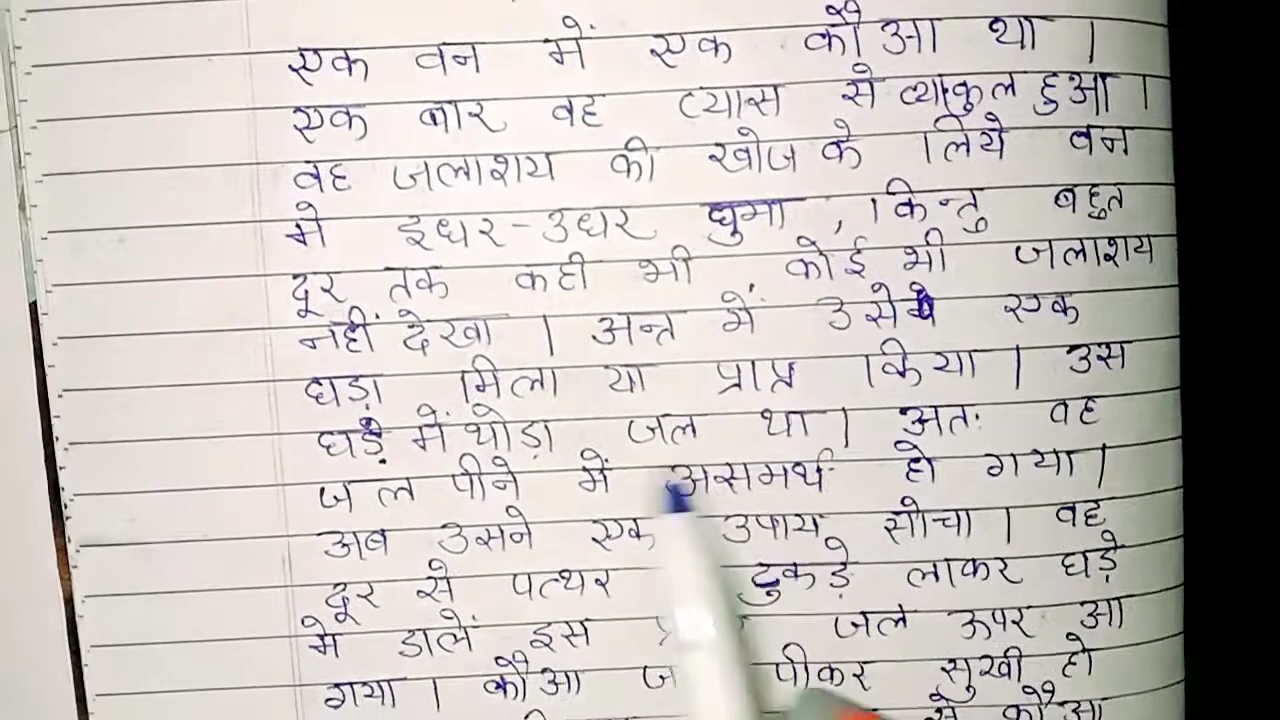 एक वन में एक कौआ था ।
एक बार वह प्यास से व्याकुल हुआ ।
वह जलाशय की खोज के लिये वन
मे इधर-उधर घुमा , किन्तु बहुत
दूर तक कही भी कोई भी जलाशय
नहीं देखा । अन्त में उसे एक
घड़ा मिला या प्राप्त किया । उस
घड़े में थोड़ा जल था । अतः वह
जल पीने में असमर्थ हो गया ।
अब उसने एक उपाय सोचा । वह
दूर से पत्थर टुकड़े लाकर घड़े
मे डालें इस जल ऊपर आ
गया । कौआ पीकर सुखी हो
से कौआ